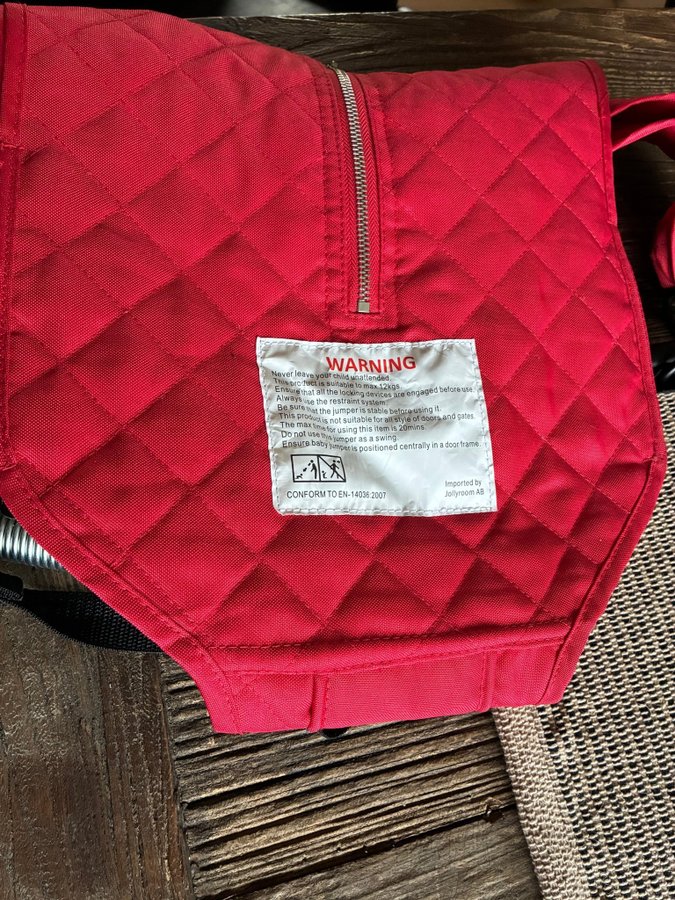 WARNING
Never leave your child unattended.
This product is suitable to max 12kgs.
Ensure that all the locking devices are engaged before use.
Always use the restraint system.
Be sure that the jumper is stable before using it.
This product is not suitable for all style of doors and gates.
The max time for using this item is 20mins.
Do not use this jumper as a swing.
Ensure baby jumper is positioned centrally in a door frame
CONFORM TO EN-14036:2007
Imported by
Jollyroom AB